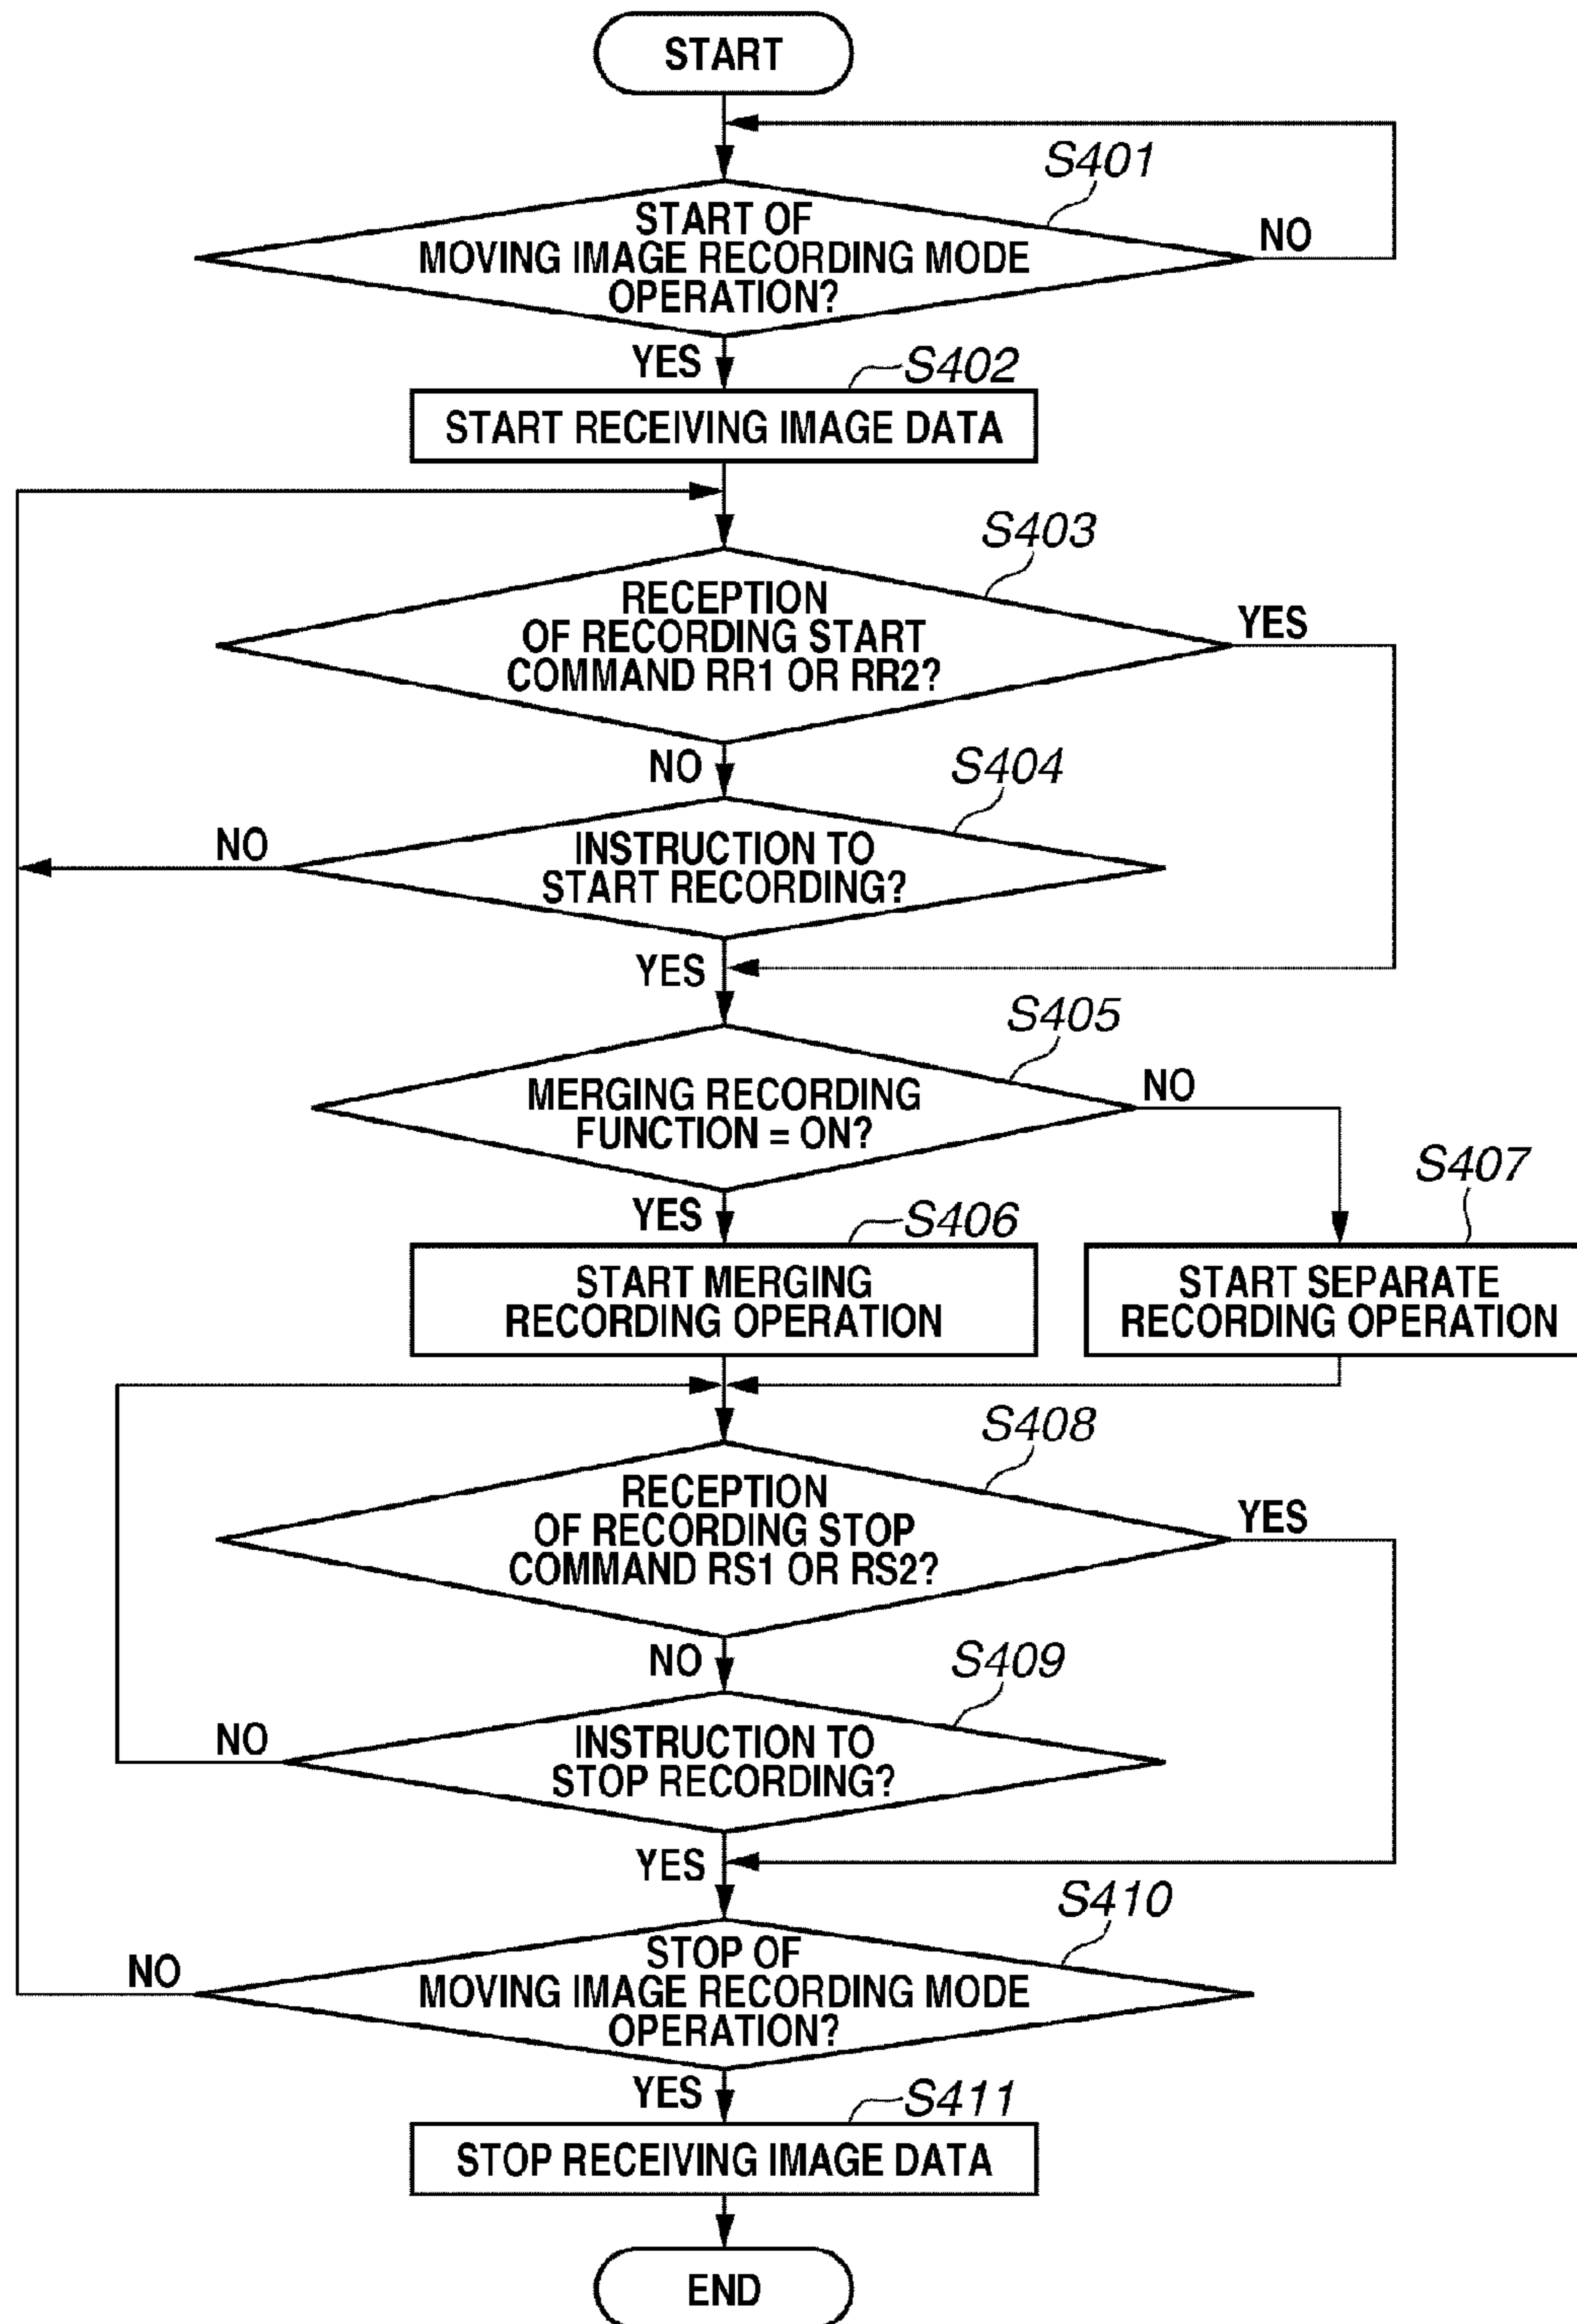 START
S401
START OF
MOVING IMAGE RECORDING MODE
OPERATION?
NO
YES
S402
START RECEIVING IMAGE DATA
S403
RECEPTION
OF RECORDING START
COMMAND RR1 OR RR2?
YES
NO
S404
NO
INSTRUCTION TO
START RECORDING?
YES
S405
MERGING RECORDING
FUNCTION = ON?
NO
YES
S406
S407
START MERGING
RECORDING OPERATION
START SEPARATE
RECORDING OPERATION
S408
RECEPTION
OF RECORDING STOP
COMMAND RS1 OR RS2?
YES
NO
S409
NO
INSTRUCTION TO
STOP RECORDING?
YES
S410
NO
STOP OF
MOVING IMAGE RECORDING MODE
OPERATION?
YES
S411
STOP RECEIVING IMAGE DATA
END